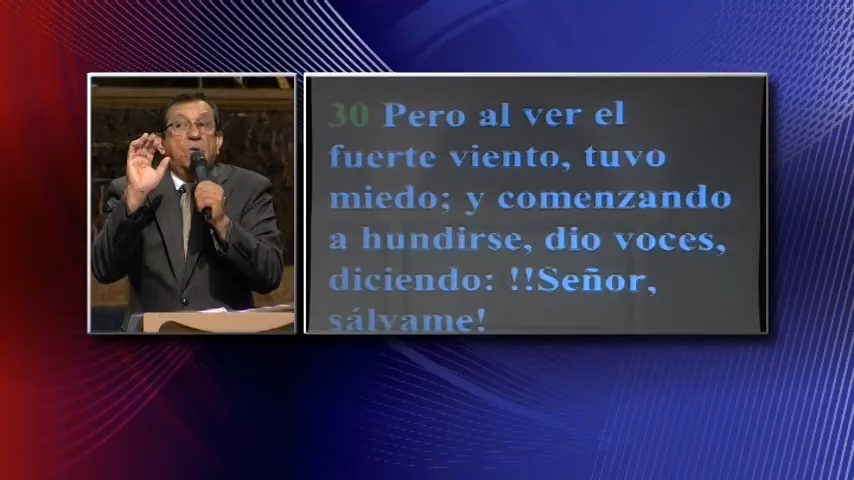 30 Pero al ver el
fuerte viento, tuvo
miedo; y comenzando
a hundirse, dio voces,
diciendo: !!Señor,
sálvame!